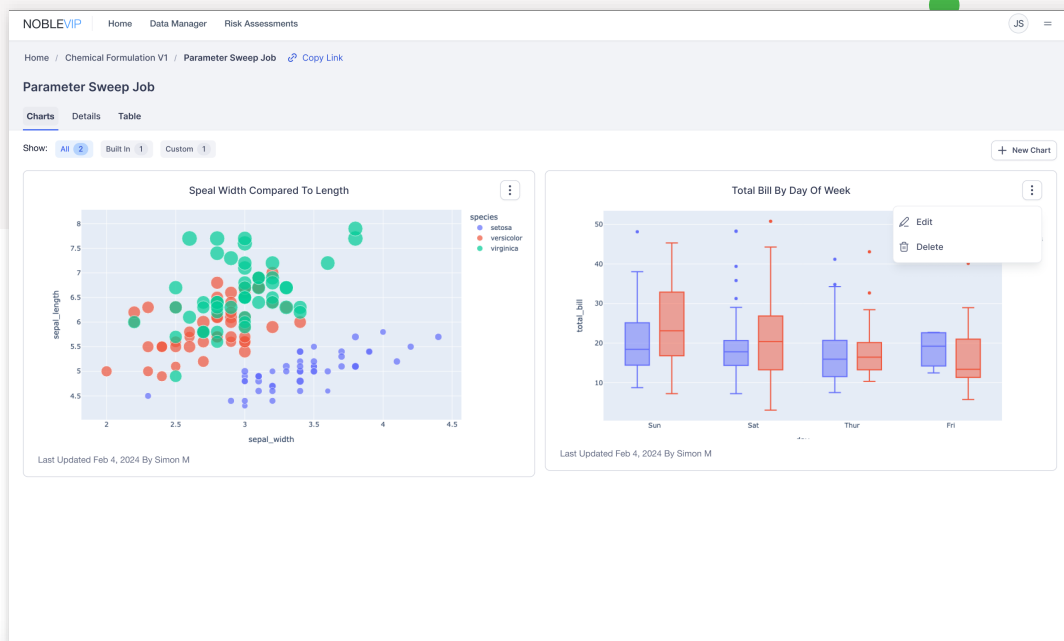 NOBLEVIP Home Data Manager Risk Assessments JS
Home / Chemical Formulation V1 / Parameter Sweep Job Copy Link
Parameter Sweep Job
Charts Details Table
Show: All 2 Built In 1 Custom 1 + New Chart
Speal Width Compared To Length
8
7.5
7
6.5
6
5.5
5
4.5
sepal_length
2 2.5 3 3.5 4 4.5
sepal_width
species
setosa
versicolor
virginica
Last Updated Feb 4, 2024 By Simon M
Total Bill By Day Of Week
Edit
Delete
50
40
30
20
10
total_bill
Sun Sat Thur Fri
Last Updated Feb 4, 2024 By Simon M